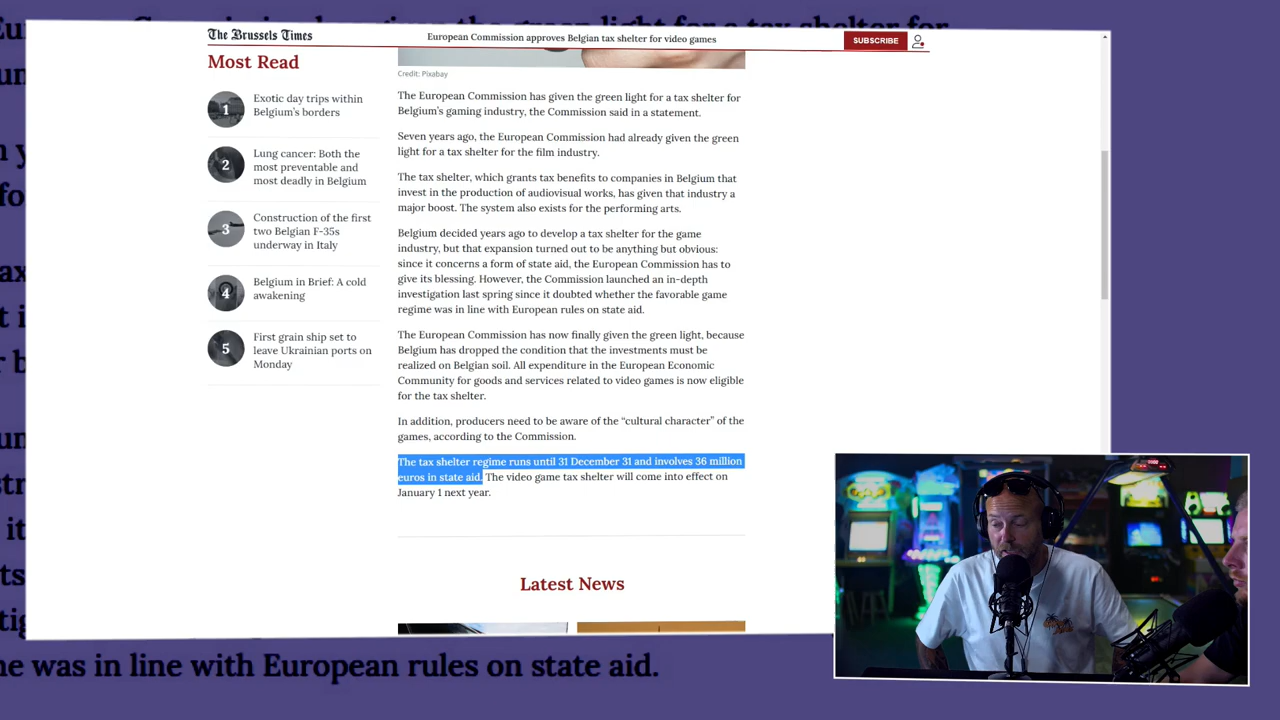 The Brussels Times
European Commission approves Belgian tax shelter for video games
SUBSCRIBE
Most Read
1
Exotic day trips within
Belgium's borders
2
Lung cancer: Both the
most preventable and
most deadly in Belgium
3
Construction of the first
two Belgian F-35s
underway in Italy
4
Belgium in Brief: A cold
awakening
5
First grain ship set to
leave Ukrainian ports on
Monday
Credit: Pixabay
The European Commission has given the green light for a tax shelter for
Belgium's gaming industry, the Commission said in a statement.
Seven years ago, the European Commission had already given the green
light for a tax shelter for the film industry.
The tax shelter, which grants tax benefits to companies in Belgium that
invest in the production of audiovisual works, has given that industry a
major boost. The system also exists for the performing arts.
Belgium decided years ago to develop a tax shelter for the game
industry, but that expansion turned out to be anything but obvious:
since it concerns a form of state aid, the European Commission has to
give its blessing. However, the Commission launched an in-depth
investigation last spring since it doubted whether the favorable game
regime was in line with European rules on state aid.
The European Commission has now finally given the green light, because
Belgium has dropped the condition that the investments must be
realized on Belgian soil. All expenditure in the European Economic
Community for goods and services related to video games is now eligible
for the tax shelter.
In addition, producers need to be aware of the “cultural character” of the
games, according to the Commission.
The tax shelter regime runs until 31 December 31 and involves 36 million
euros in state aid. The video game tax shelter will come into effect on
January 1 next year.
Latest News
was in line with European rules on state aid.